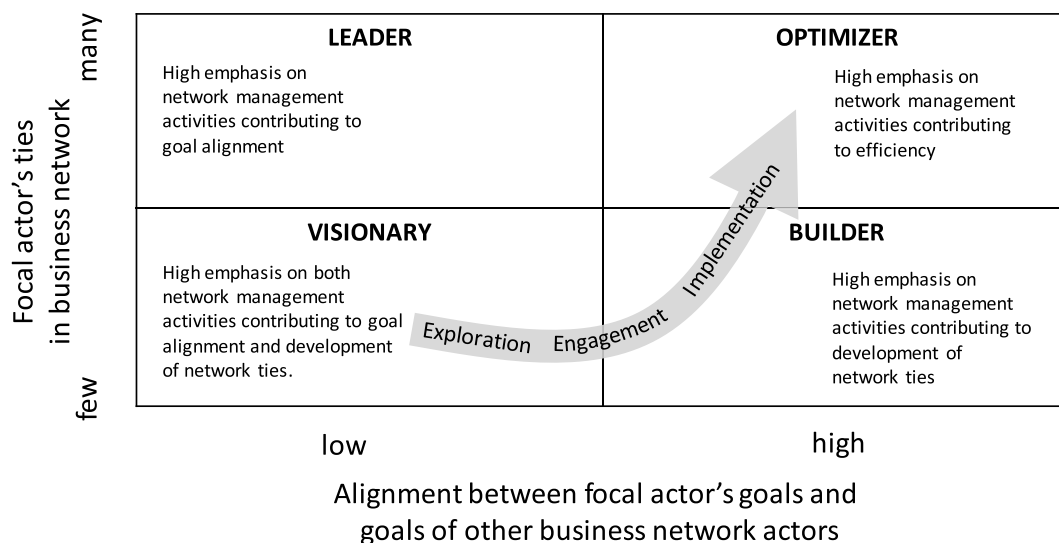 many
few
Focal actor's ties
in business network
LEADER
High emphasis on
network management
activities contributing to
goal alignment
OPTIMIZER
High emphasis on
network management
activities contributing
to efficiency
VISIONARY
High emphasis on both
network management
activities contributing to goal
alignment and development
of network ties.
BUILDER
High emphasis on
network management
activities contributing to
development of
network ties
Exploration
Engagement
Implementation
low
high
Alignment between focal actor's goals and
goals of other business network actors